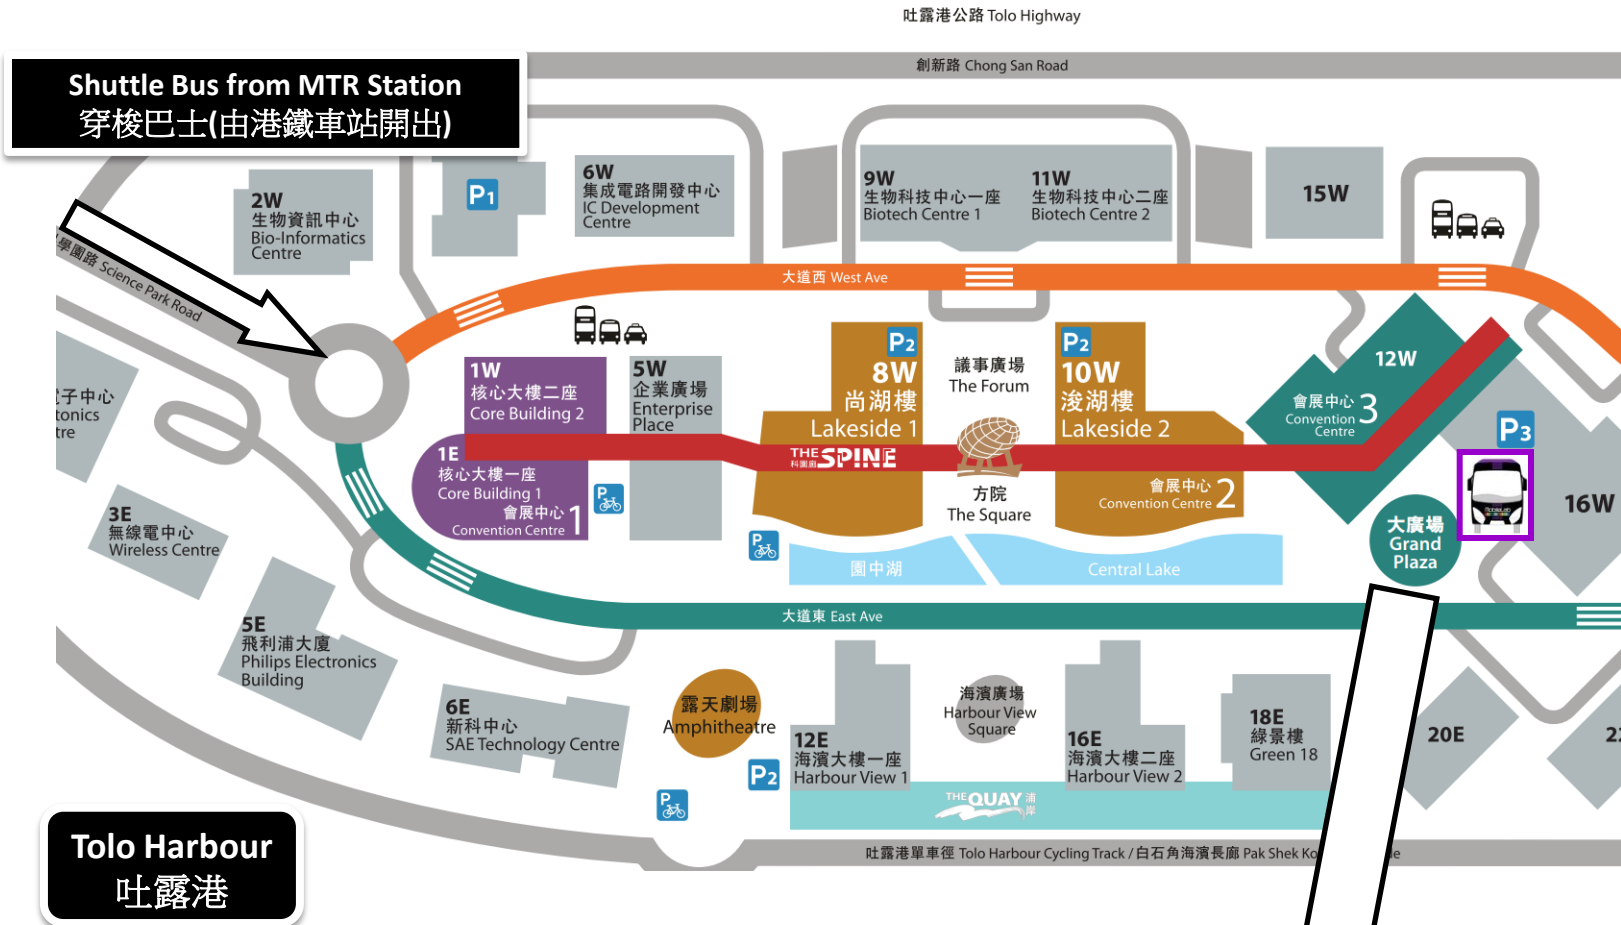 吐露港公路 Tolo Highway
創新路 Chong San Road
Shuttle Bus from MTR Station
穿梭巴士(由港鐵車站開出)
2W
生物資訊中心
Bio-Informatics
Centre
P1
6W
集成電路開發中心
IC Development
Centre
9W
生物科技中心一座
Biotech Centre 1
11W
生物科技中心二座
Biotech Centre 2
15W
學園路 Science Park Road
大道西 West Ave
1W
核心大樓二座
Core Building 2
5W
企業廣場
Enterprise
Place
P2
8W
尚湖樓
Lakeside 1
議事廣場
The Forum
P2
10W
浚湖樓
Lakeside 2
12W
會展中心 3
Convention
Centre
P3
16W
子中心
tonics
tre
1E
核心大樓一座
Core Building 1
會展中心 1
Convention Centre
P
THE SPINE
科園廊
方院
The Square
會展中心 2
Convention Centre
大廣場
Grand
Plaza
3E
無線電中心
Wireless Centre
P
園中湖
Central Lake
大道東 East Ave
5E
飛利浦大廈
Philips Electronics
Building
6E
新科中心
SAE Technology Centre
露天劇場
Amphitheatre
P2
P
12E
海濱大樓一座
Harbour View 1
海濱廣場
Harbour View
Square
16E
海濱大樓二座
Harbour View 2
18E
綠景樓
Green 18
20E
THE QUAY 浦岸
Tolo Harbour
吐露港
吐露港單車徑 Tolo Harbour Cycling Track / 白石角海濱長廊 Pak Shek